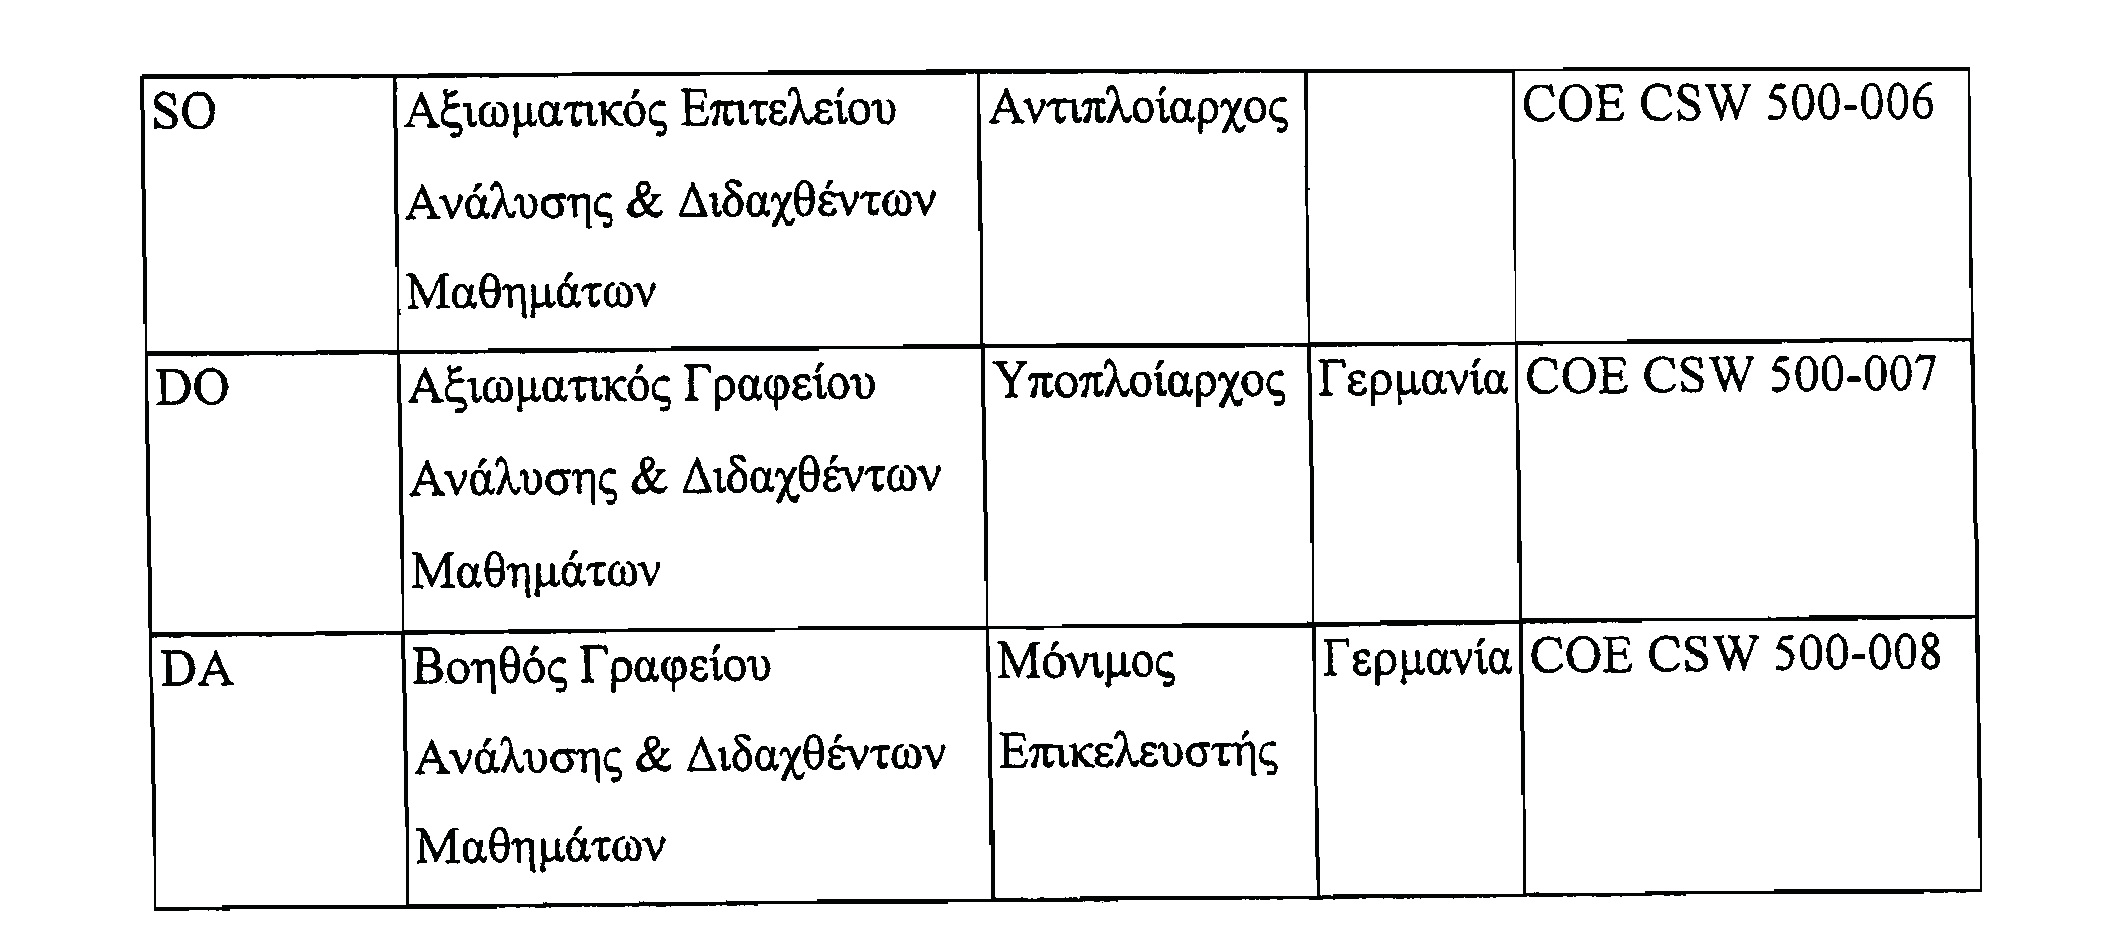 SO Αξιωματικός Επιτελείου Αντιπλοίαρχος COE CSW 500-006
Ανάλυσης & Διδαχθέντων
Μαθημάτων
DO Αξιωματικός Γραφείου Υποπλοίαρχος Γερμανία COE CSW 500-007
Ανάλυσης & Διδαχθέντων
Μαθημάτων
DA Βοηθός Γραφείου Μόνιμος Γερμανία COE CSW 500-008
Ανάλυσης & Διδαχθέντων Επικελευστής
Μαθημάτων